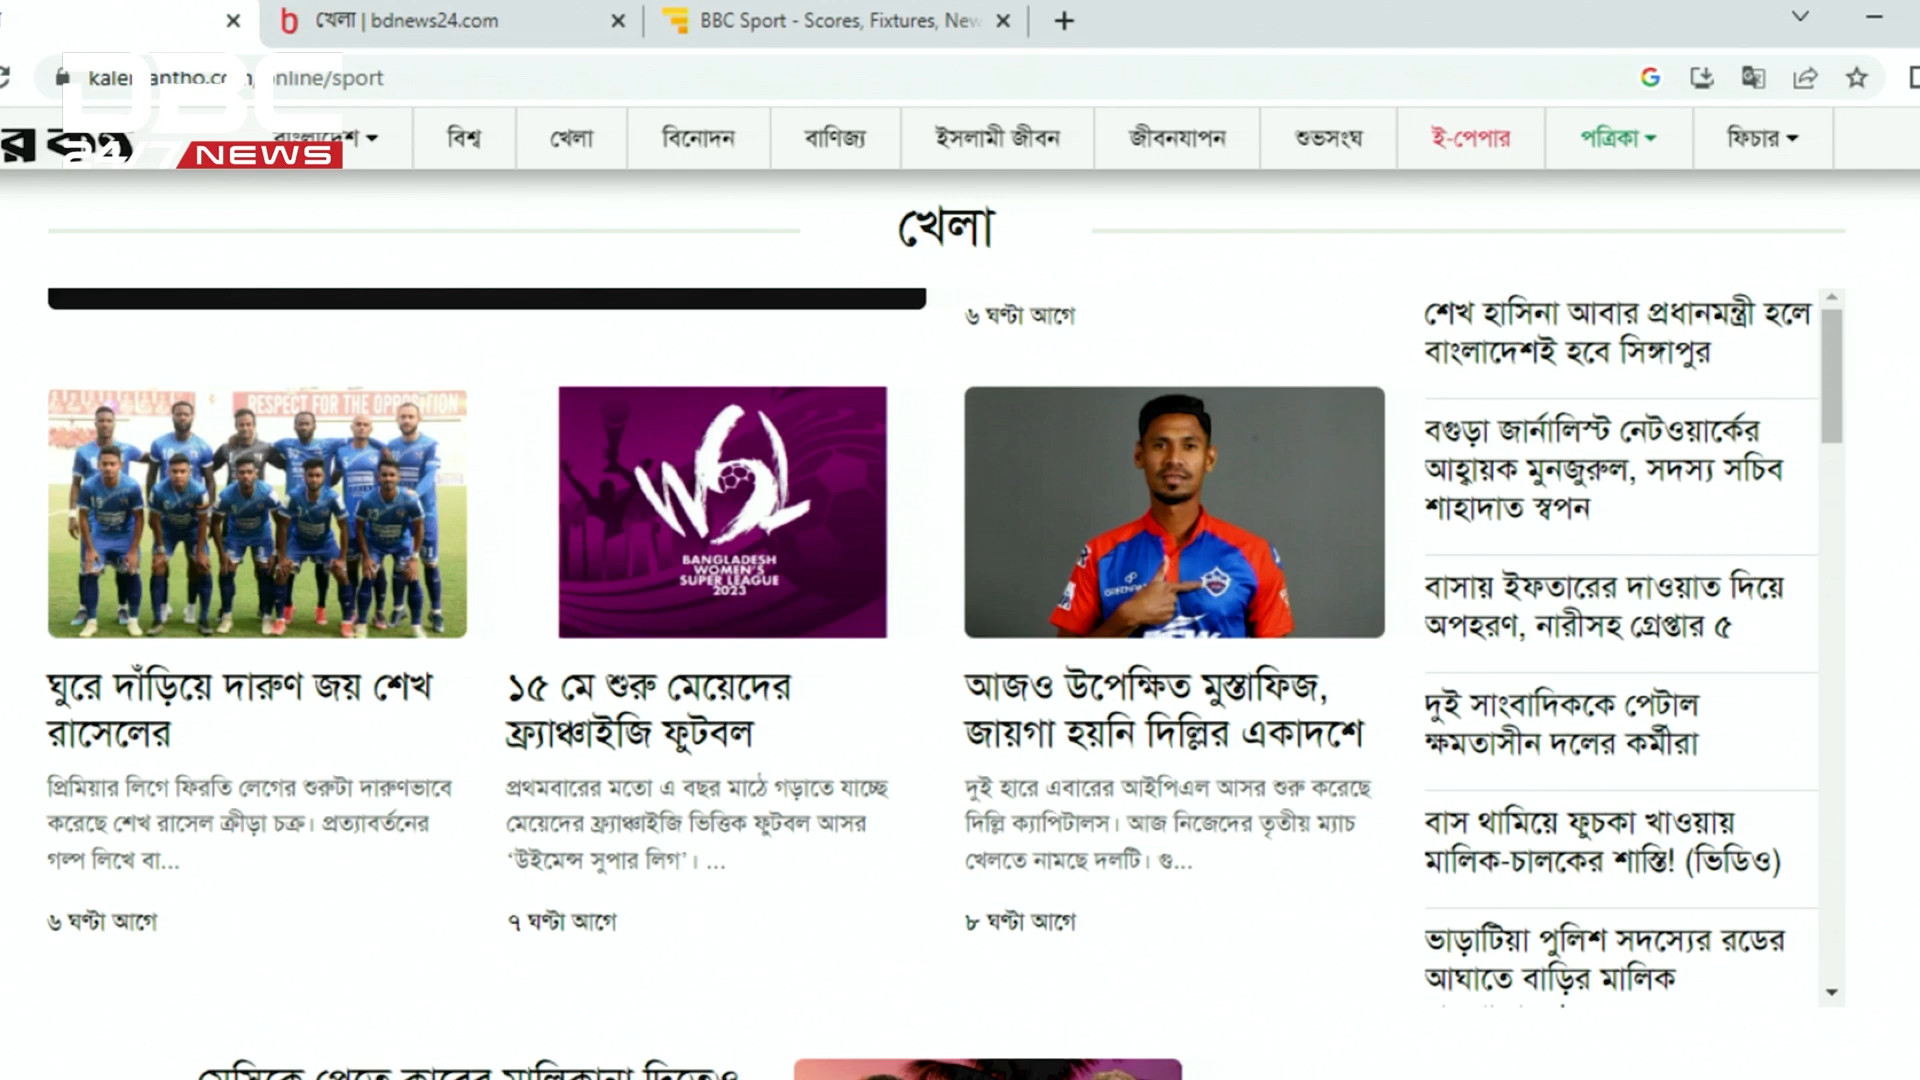 খেলা | bdnews24.com
BBC Sport - Scores, Fixtures, New
online/sport
DBC
24/7 NEWS
বাংলাদেশ
বিশ্ব
খেলা
বিনোদন
বাণিজ্য
ইসলামী জীবন
জীবনযাপন
শুভসংঘ
ই-পেপার
পত্রিকা
ফিচার
খেলা
৬ ঘণ্টা আগে
RESPECT FOR THE OPPOSITION
ঘুরে দাঁড়িয়ে দারুণ জয় শেখ
রাসেলের
প্রিমিয়ার লিগে ফিরতি লেগের শুরুটা দারুণভাবে
করেছে শেখ রাসেল ক্রীড়া চক্র। প্রত্যাবর্তনের
গল্প লিখে বা...
৬ ঘণ্টা আগে
WSL
BANGLADESH
WOMEN'S
SUPER LEAGUE
2023
১৫ মে শুরু মেয়েদের
ফ্র্যাঞ্চাইজি ফুটবল
প্রথমবারের মতো এ বছর মাঠে গড়াতে যাচ্ছে
মেয়েদের ফ্র্যাঞ্চাইজি ভিত্তিক ফুটবল আসর
‘উইমেন্স সুপার লিগ’। ...
৭ ঘণ্টা আগে
আজও উপেক্ষিত মুস্তাফিজ,
জায়গা হয়নি দিল্লির একাদশে
দুই হারে এবারের আইপিএল আসর শুরু করেছে
দিল্লি ক্যাপিটালস। আজ নিজেদের তৃতীয় ম্যাচ
খেলতে নামছে দলটি। গু...
৮ ঘণ্টা আগে
শেখ হাসিনা আবার প্রধানমন্ত্রী হলে
বাংলাদেশই হবে সিঙ্গাপুর
বগুড়া জার্নালিস্ট নেটওয়ার্কের
আহ্বায়ক মুনজুরুল, সদস্য সচিব
শাহাদাত স্বপন
বাসায় ইফতারের দাওয়াত দিয়ে
অপহরণ, নারীসহ গ্রেপ্তার ৫
দুই সাংবাদিককে পেটাল
ক্ষমতাসীন দলের কর্মীরা
বাস থামিয়ে ফুচকা খাওয়ায়
মালিক-চালকের শাস্তি! (ভিডিও)
ভাড়াটিয়া পুলিশ সদস্যের রডের
আঘাতে বাড়ির মালিক